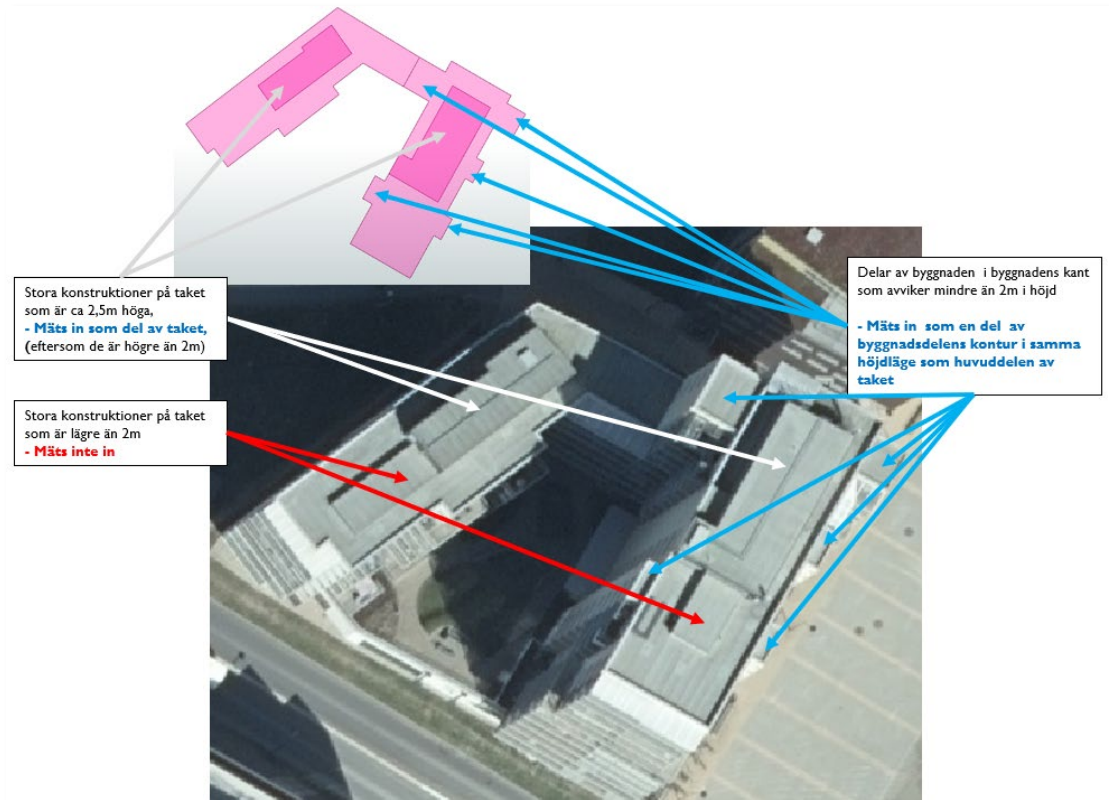 Stora konstruktioner på taket
som är ca 2,5m höga,
- Mäts in som del av taket,
(eftersom de är högre än 2m)
Stora konstruktioner på taket
som är lägre än 2m
- Mäts inte in
Delar av byggnaden i byggnadens kant
som avviker mindre än 2m i höjd
- Mäts in som en del av
byggnadsdelens kontur i samma
höjdläge som huvuddelen av
taket